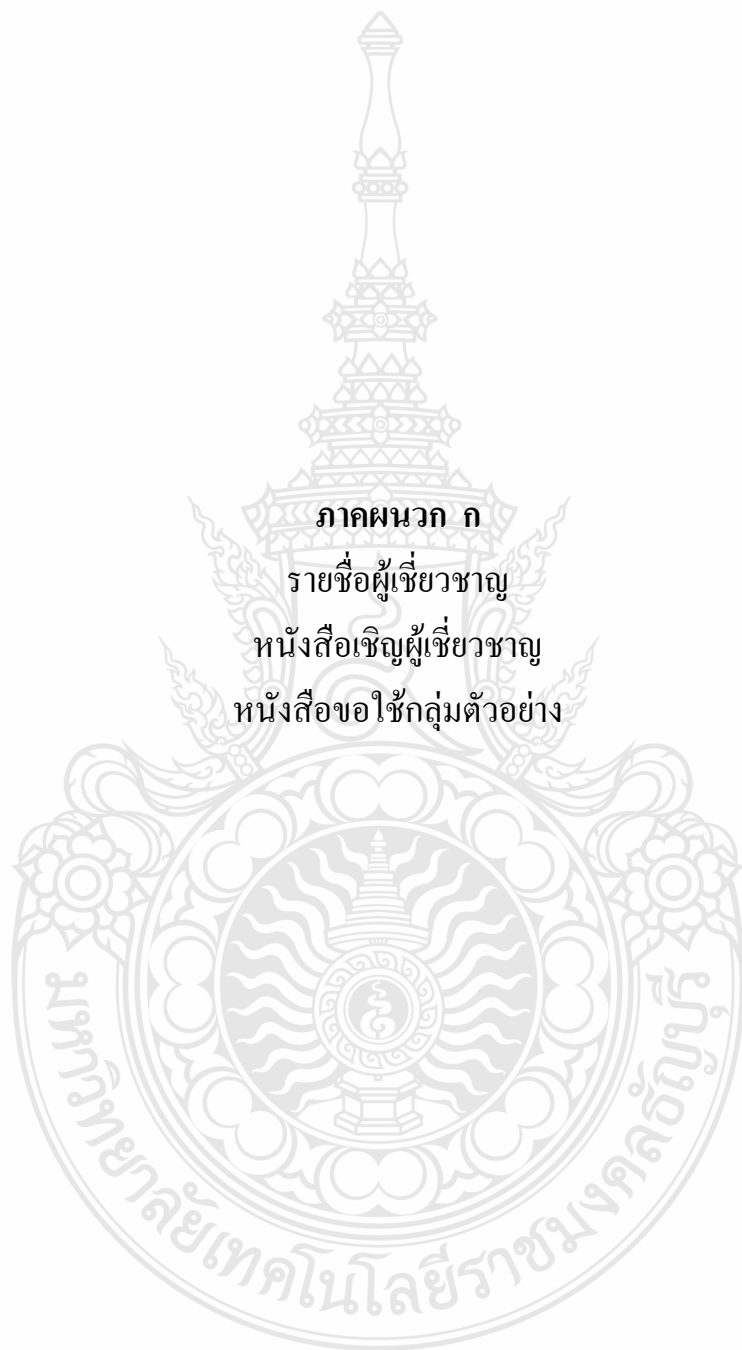 ภาคผนวก ก
รายชื่อผู้เชี่ยวชาญ
หนังสือเชิญผู้เชี่ยวชาญ
หนังสือขอใช้กลุ่มตัวอย่าง
มหาวิทยาลัยเทคโนโลยีราชมงคลธัญบุรี